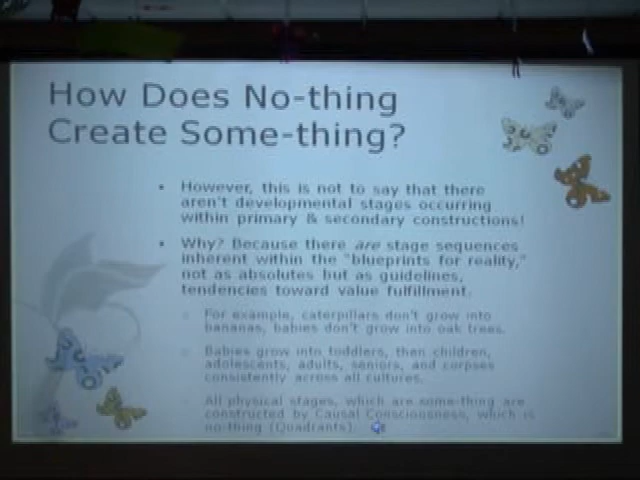 How Does No-thing
Create Some-thing?
However, this is not to say that there
aren't developmental stages occurring
within primary & secondary constructions!
Why? Because there are stage sequences
inherent within the "blueprints for reality,"
not as absolutes but as guidelines,
tendencies toward value fulfillment.
For example, caterpillars don't grow into
bananas, babies don't grow into oak trees.
Babies grow into toddlers, then children,
adolescents, adults, seniors, and corpses
consistently across all cultures.
All physical stages, which are some-thing are
constructed by Causal Consciousness, which is
no-thing (Quadrants).